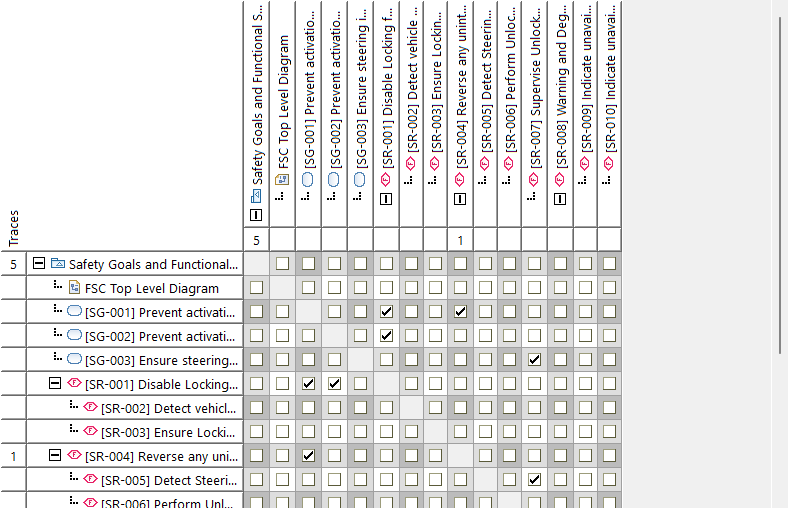 Safety Goals and Functional S...
FSC Top Level Diagram
[SG-001] Prevent activatio...
[SG-002] Prevent activatio...
[SG-003] Ensure steering i...
[SR-001] Disable Locking f...
[SR-002] Detect vehicle ...
[SR-003] Ensure Lockin...
[SR-004] Reverse any unint...
[SR-005] Detect Steerin...
[SR-006] Perform Unloc...
[SR-007] Supervise Unlock...
[SR-008] Warning and Deg...
[SR-009] Indicate unavai...
[SR-010] Indicate unavai...
Traces
5 1
5 Safety Goals and Functional...
FSC Top Level Diagram
[SG-001] Prevent activati...
[SG-002] Prevent activati...
[SG-003] Ensure steering...
[SR-001] Disable Locking...
[SR-002] Detect vehicl...
[SR-003] Ensure Locki...
1 [SR-004] Reverse any uni...
[SR-005] Detect Steeri...
[SR-006] Perform Unl...